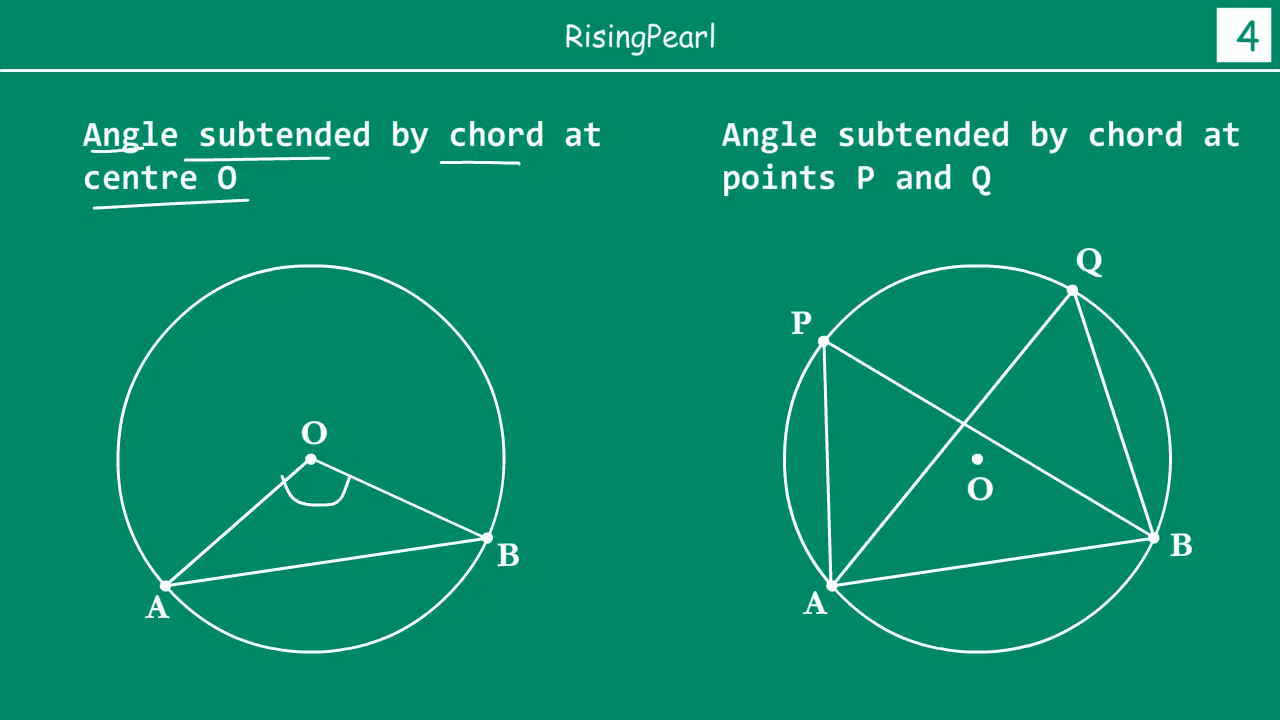 RisingPearl
4
Angle subtended by chord at
centre O
Angle subtended by chord at
points P and Q
O
A
B
Q
P
O
A
B